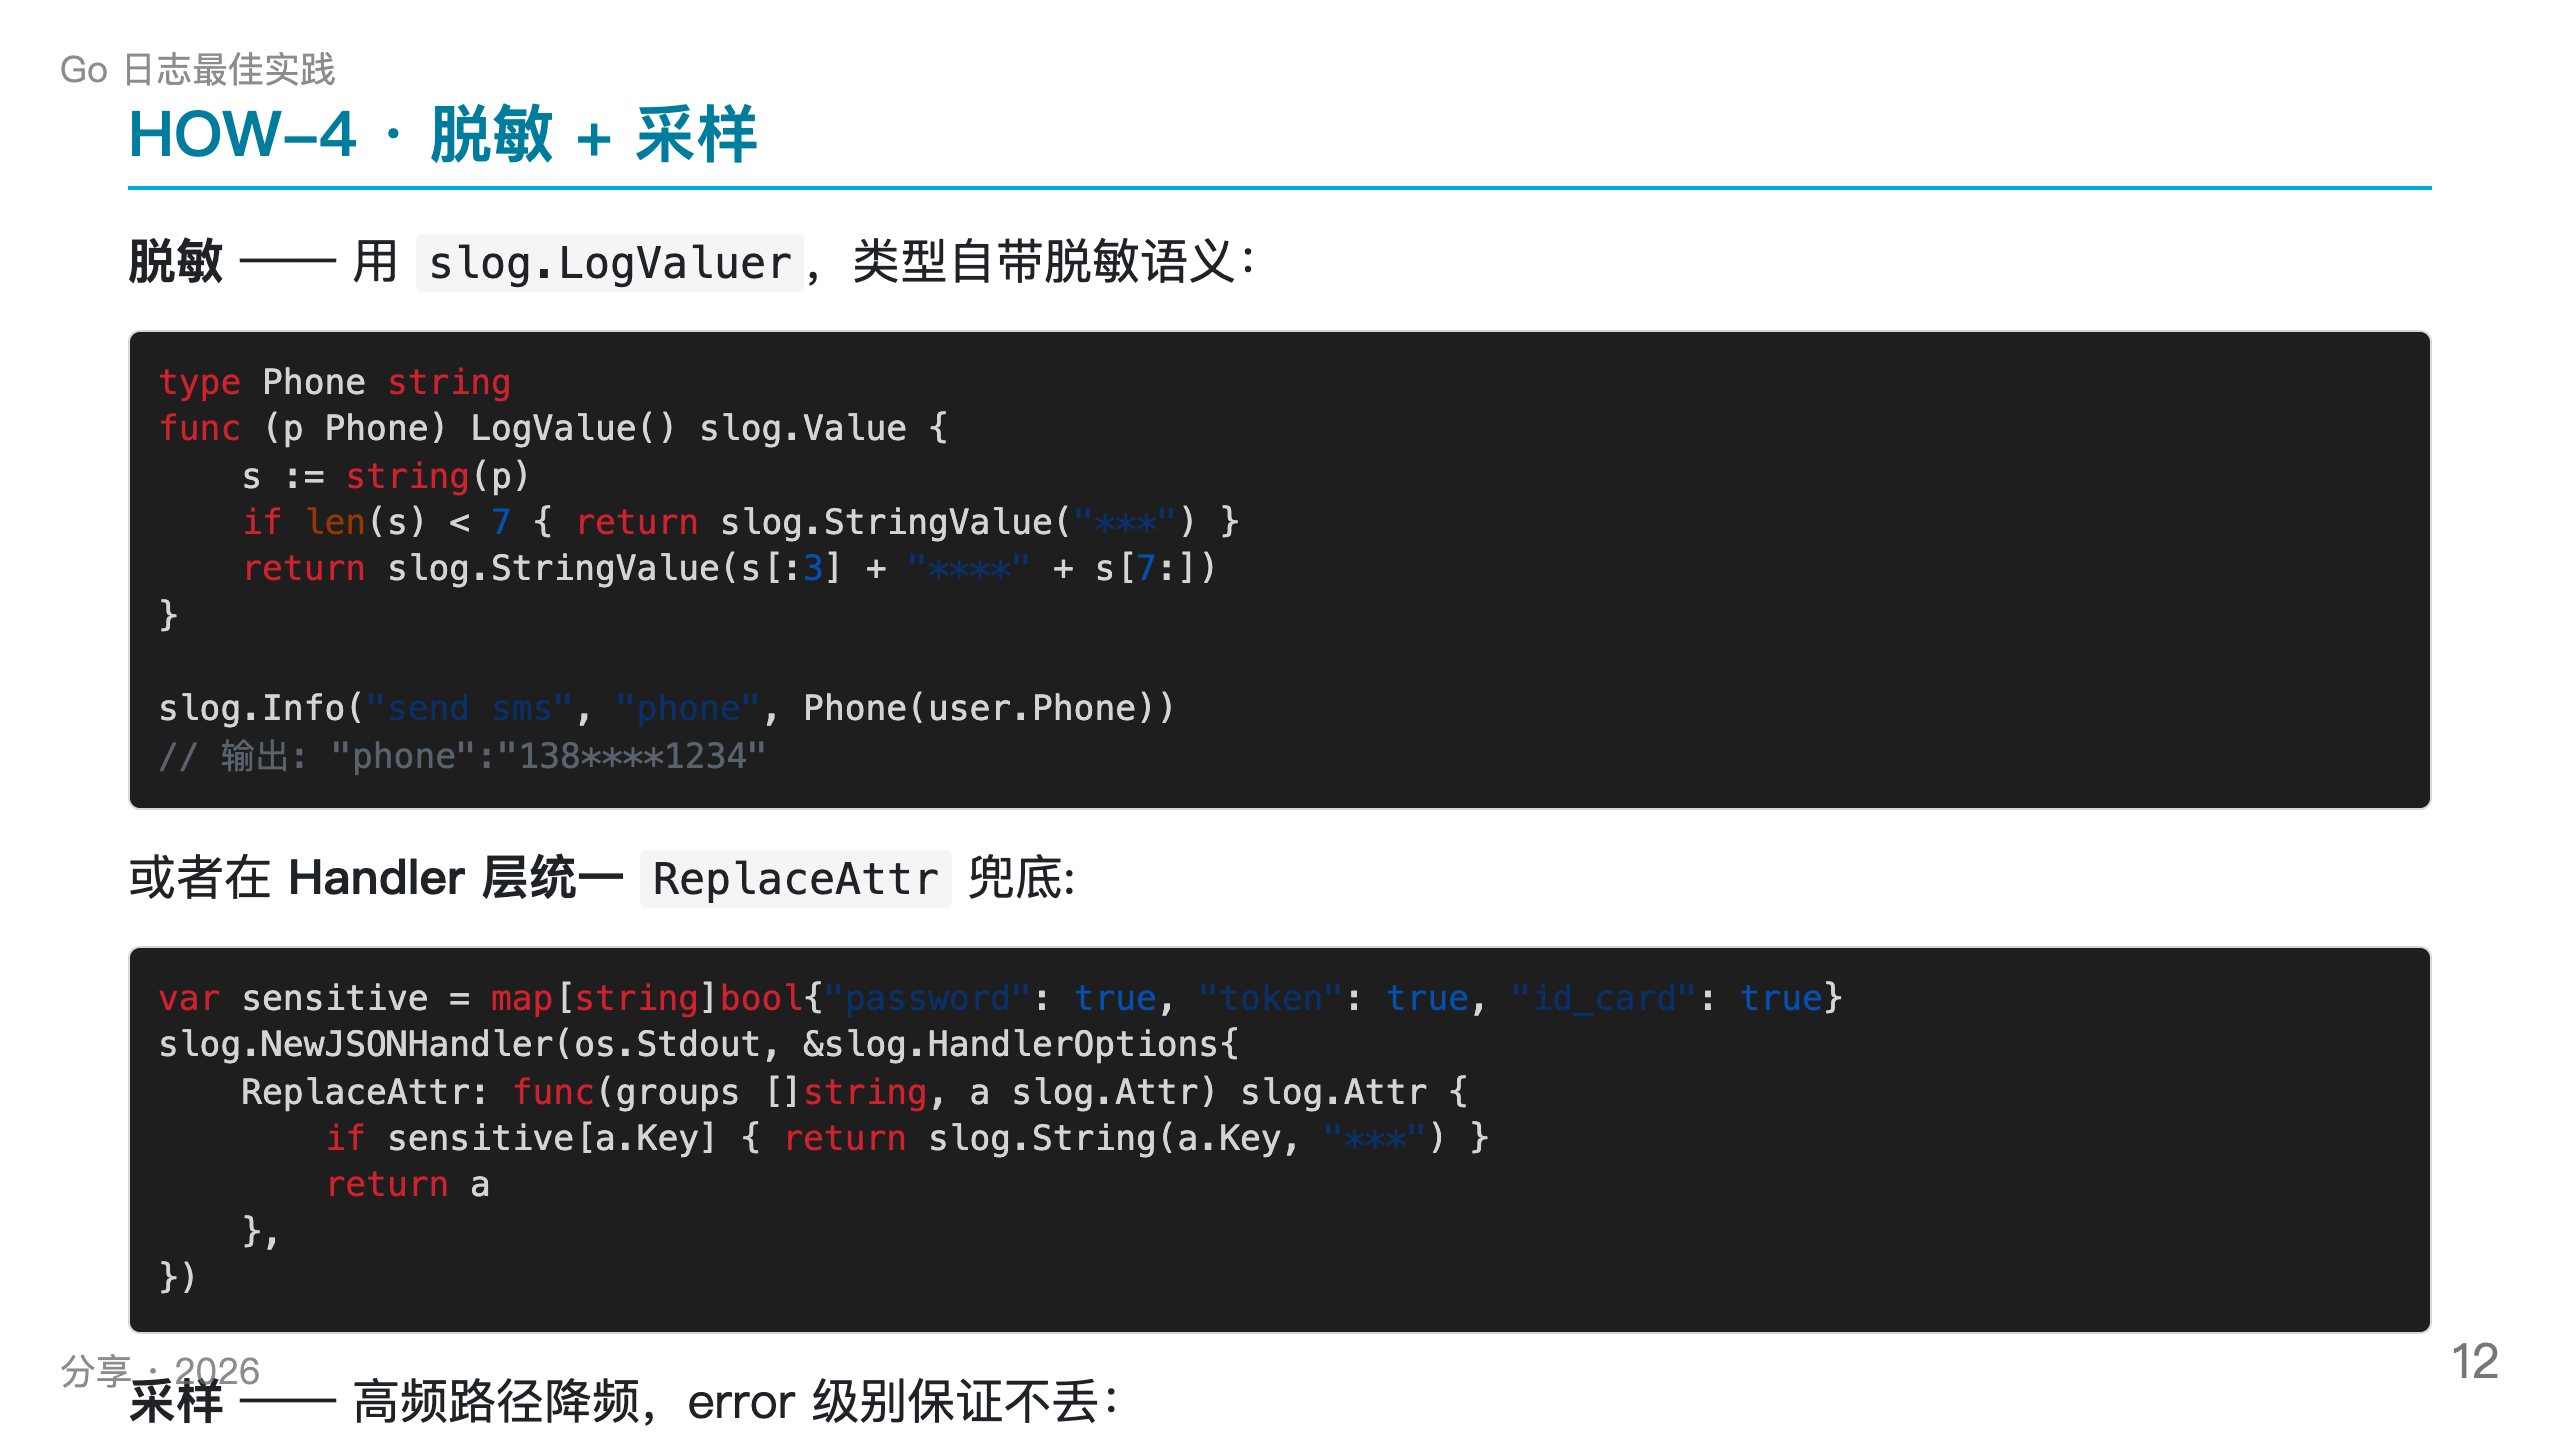 Go 日志最佳实践
HOW–4 · 脱敏 + 采样
脱敏 —— 用 slog.LogValuer，类型自带脱敏语义：
type Phone string
func (p Phone) LogValue() slog.Value {
    s := string(p)
    if len(s) < 7 { return slog.StringValue("***") }
    return slog.StringValue(s[:3] + "****" + s[7:])
}
slog.Info("send sms", "phone", Phone(user.Phone))
// 输出: "phone":"138****1234"
或者在 Handler 层统一 ReplaceAttr 兜底:
var sensitive = map[string]bool{"password": true, "token": true, "id_card": true}
slog.NewJSONHandler(os.Stdout, &slog.HandlerOptions{
    ReplaceAttr: func(groups []string, a slog.Attr) slog.Attr {
        if sensitive[a.Key] { return slog.String(a.Key, "***") }
        return a
    },
})
分享 · 2026
12
采样 —— 高频路径降频，error 级别保证不丢：